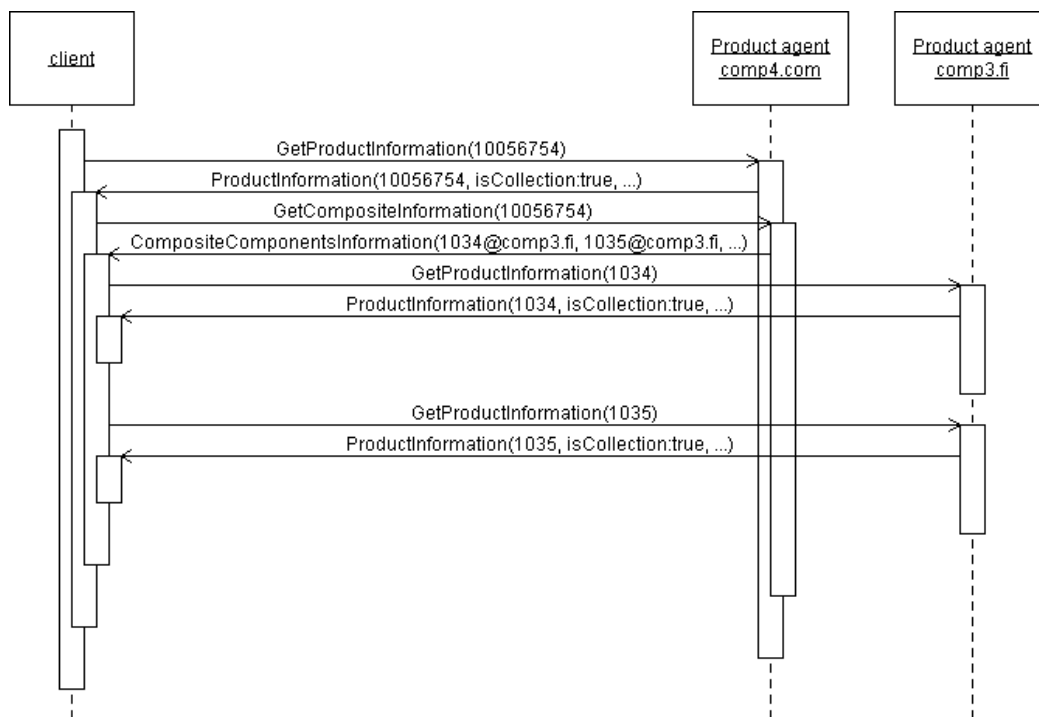 client
Product agent
comp4.com
Product agent
comp3.fi
GetProductInformation(10056754)
ProductInformation(10056754, isCollection:true, ...)
GetCompositeInformation(10056754)
CompositeComponentsInformation(1034@comp3.fi, 1035@comp3.fi, ...)
GetProductInformation(1034)
ProductInformation(1034, isCollection:true, ...)
GetProductInformation(1035)
ProductInformation(1035, isCollection:true, ...)